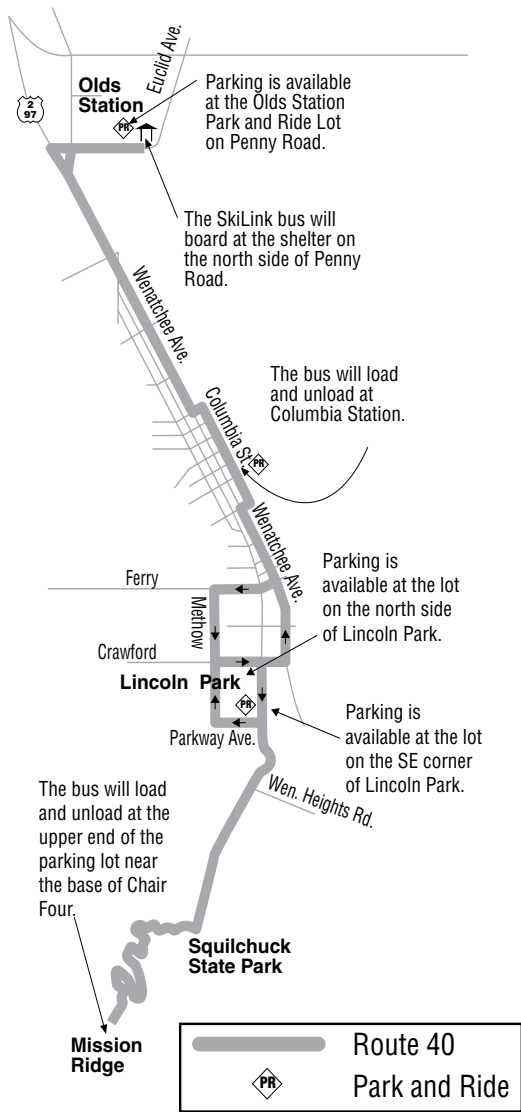 Euclid Ave.
Olds
Station
2
97
PR
Parking is available
at the Olds Station
Park and Ride Lot
on Penny Road.
The SkiLink bus will
board at the shelter on
the north side of Penny
Road.
Wenatchee Ave.
The bus will load
and unload at
Columbia Station.
Columbia St.
PR
Wenatchee Ave.
Parking is
available at the lot
on the north side
of Lincoln Park.
Ferry
Methow
Crawford
Lincoln Park
PR
Parking is
available at the lot
on the SE corner
of Lincoln Park.
Parkway Ave.
Wen. Heights Rd.
The bus will load
and unload at the
upper end of the
parking lot near
the base of Chair
Four.
Squilchuck
State Park
Mission
Ridge
Route 40
PR
Park and Ride